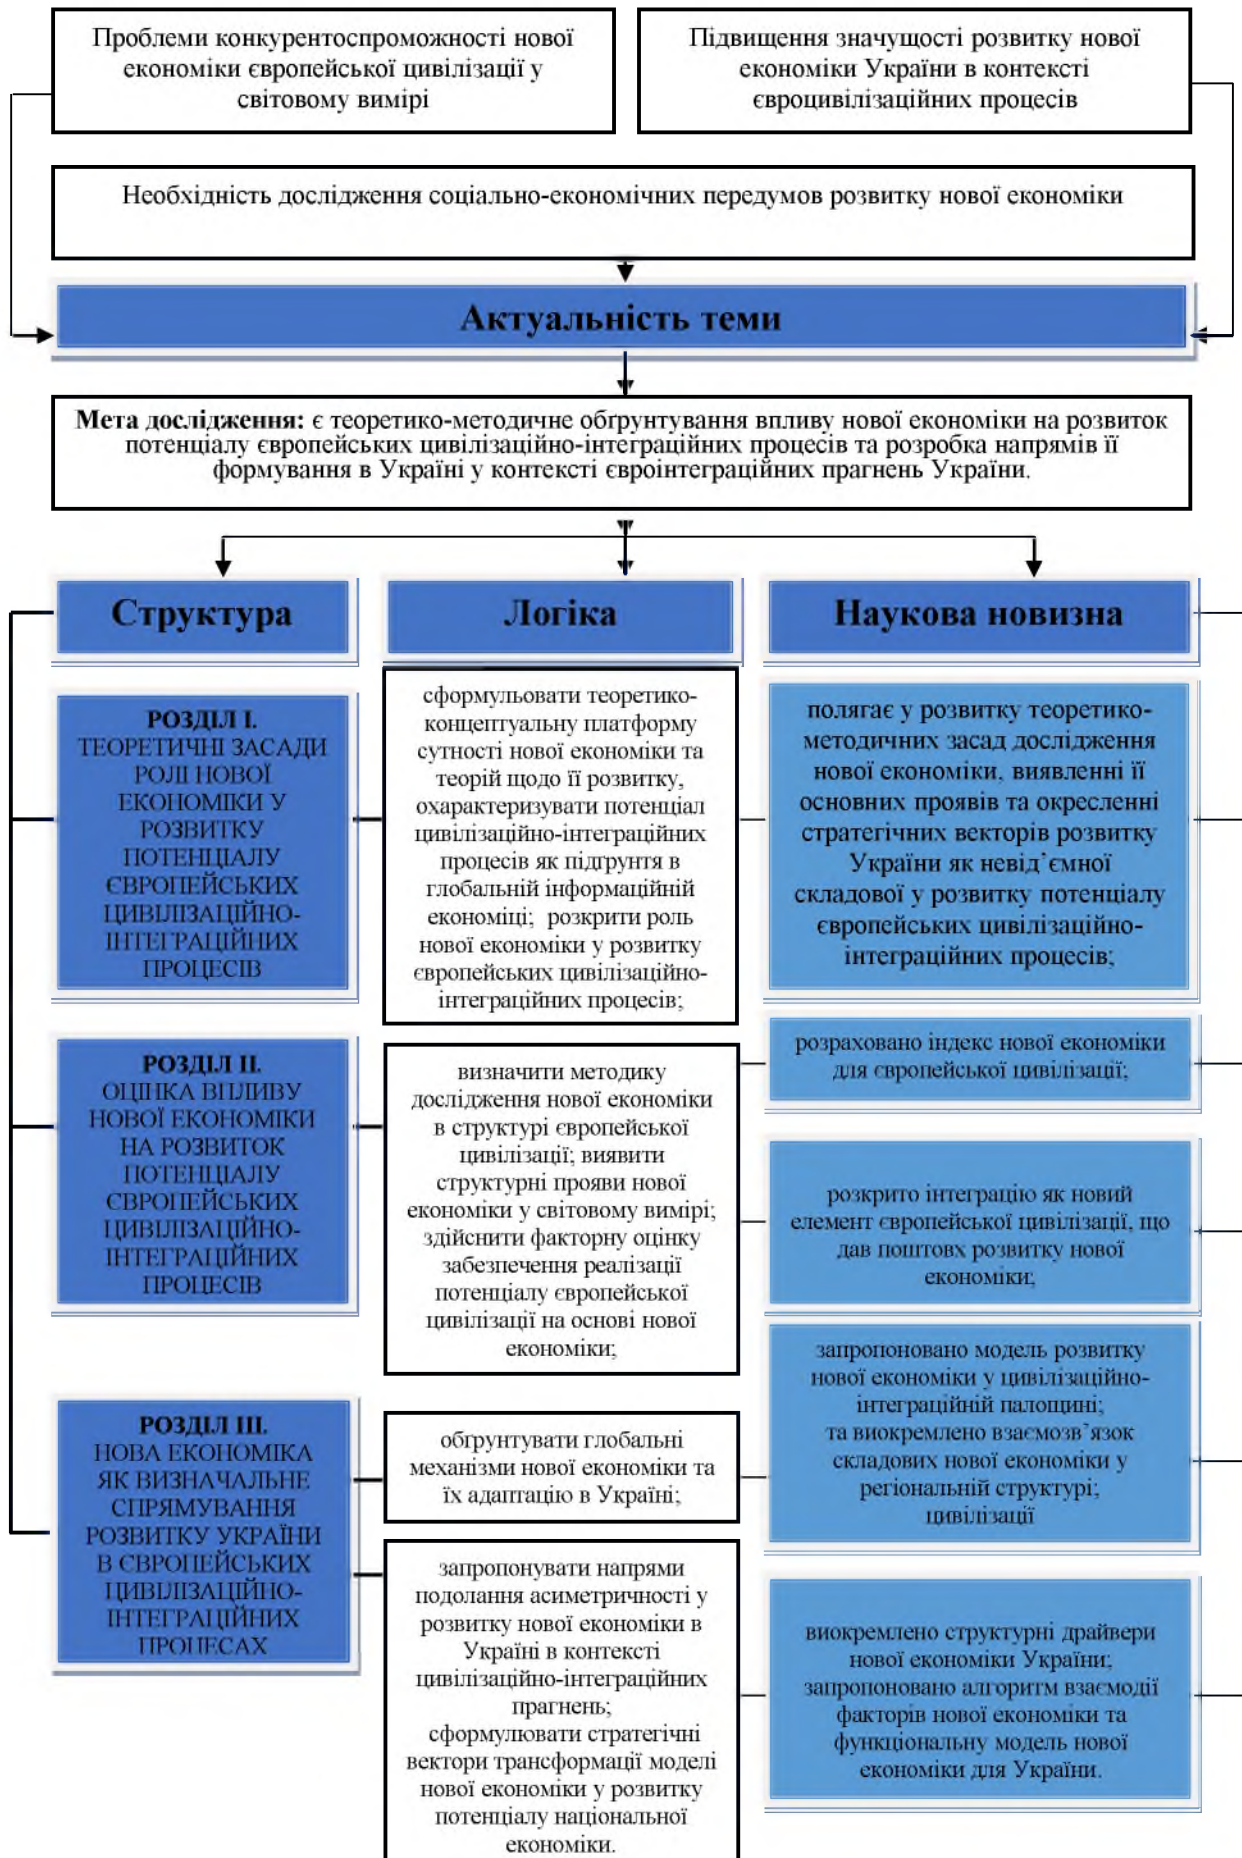 Проблеми конкурентоспроможності нової
економіки європейської цивілізації у
світовому вимірі
Підвищення значущості розвитку нової
економіки України в контексті
євроцивілізаційних процесів
Необхідність дослідження соціально-економічних передумов розвитку нової економіки
Актуальність теми
Мета дослідження: є теоретико-методичне обґрунтування впливу нової економіки на розвиток
потенціалу європейських цивілізаційно-інтеграційних процесів та розробка напрямів її
формування в Україні у контексті євроінтеграційних прагнень України.
Структура
Логіка
Наукова новизна
РОЗДІЛ І.
ТЕОРЕТИЧНІ ЗАСАДИ
РОЛІ НОВОЇ
ЕКОНОМІКИ У
РОЗВИТКУ
ПОТЕНЦІАЛУ
ЄВРОПЕЙСЬКИХ
ЦИВІЛІЗАЦІЙНО-
ІНТЕГРАЦІЙНИХ
ПРОЦЕСІВ
сформульовати теоретико-
концептуальну платформу
сутності нової економіки та
теорій щодо її розвитку,
охарактеризувати потенціал
цивілізаційно-інтеграційних
процесів як підґрунтя в
глобальній інформаційній
економіці; розкрити роль
нової економіки у розвитку
європейських цивілізаційно-
інтеграційних процесів;
полягає у розвитку теоретико-
методичних засад дослідження
нової економіки, виявленні її
основних проявів та окресленні
стратегічних векторів розвитку
України як невід’ємної
складової у розвитку потенціалу
європейських цивілізаційно-
інтеграційних процесів;
РОЗДІЛ ІІ.
ОЦІНКА ВПЛИВУ
НОВОЇ ЕКОНОМІКИ
НА РОЗВИТОК
ПОТЕНЦІАЛУ
ЄВРОПЕЙСЬКИХ
ЦИВІЛІЗАЦІЙНО-
ІНТЕГРАЦІЙНИХ
ПРОЦЕСІВ
визначити методику
дослідження нової економіки
в структурі європейської
цивілізації; виявити
структурні прояви нової
економіки у світовому вимірі;
здійснити факторну оцінку
забезпечення реалізації
потенціалу європейської
цивілізації на основі нової
економіки;
розраховано індекс нової економіки
для європейської цивілізації;
розкрито інтеграцію як новий
елемент європейської цивілізації, що
дав поштовх розвитку нової
економіки;
запропоновано модель розвитку
нової економіки у цивілізаційно-
інтеграційній палощині;
та виокремлено взаємозв’язок
складових нової економіки у
регіональній структурі;
цивілізації
РОЗДІЛ ІІІ.
НОВА ЕКОНОМІКА
ЯК ВИЗНАЧАЛЬНЕ
СПРЯМУВАННЯ
РОЗВИТКУ УКРАЇНИ
В ЄВРОПЕЙСЬКИХ
ЦИВІЛІЗАЦІЙНО-
ІНТЕГРАЦІЙНИХ
ПРОЦЕСАХ
обґрунтувати глобальні
механізми нової економіки та
їх адаптацію в Україні;
запропонувати напрями
подолання асиметричності у
розвитку нової економіки в
Україні в контексті
цивілізаційно-інтеграційних
прагнень;
сформулювати стратегічні
вектори трансформації моделі
нової економіки у розвитку
потенціалу національної
економіки.
виокремлено структурні драйвери
нової економіки України;
запропоновано алгоритм взаємодії
факторів нової економіки та
функціональну модель нової
економіки для України.